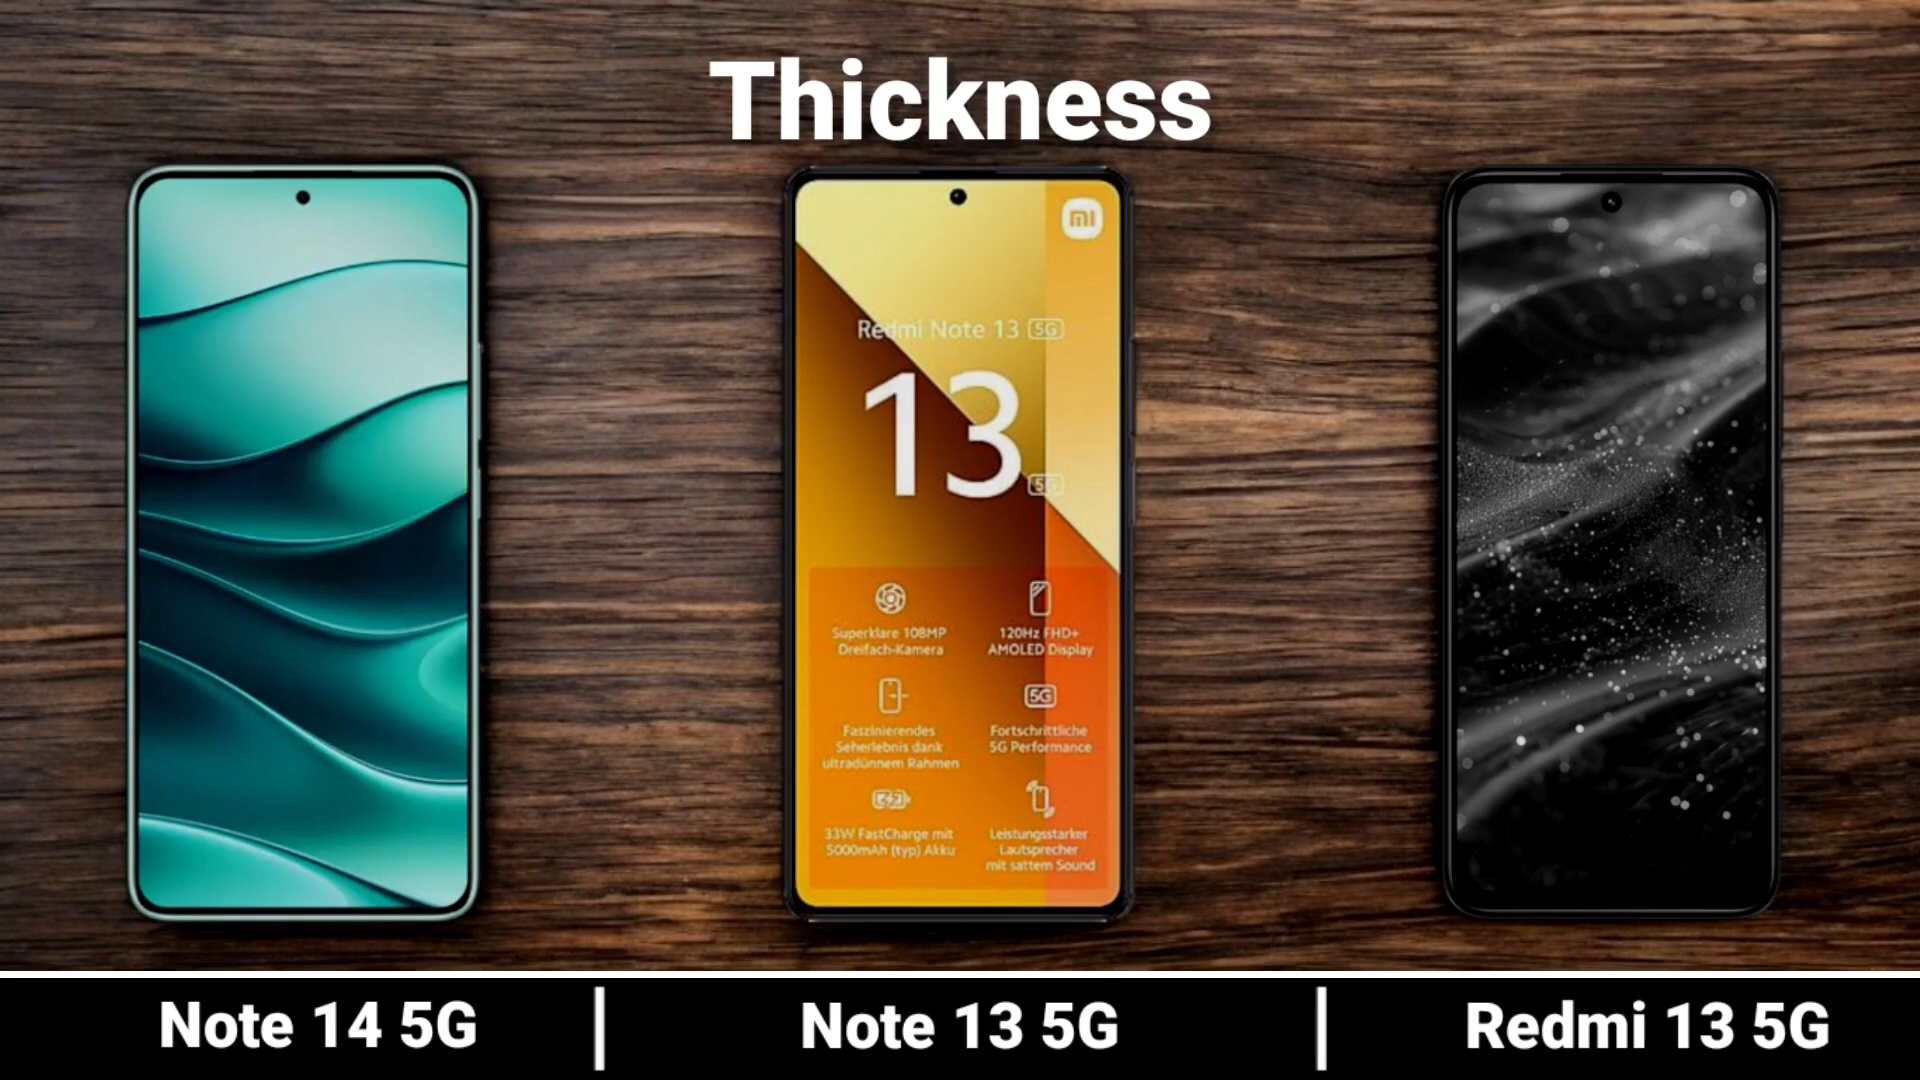 Thickness
mi
Redmi Note 13 5G
13
5G
Superklare 108MP
Dreifach-Kamera
120Hz FHD+
AMOLED Display
Faszinierendes
Seherlebnis dank
ultradünnem Rahmen
5G
Fortschrittliche
5G Performance
33W FastCharge mit
5000mAh (typ) Akku
Leistungsstarker
Lautsprecher
mit sattem Sound
Note 14 5G | Note 13 5G | Redmi 13 5G